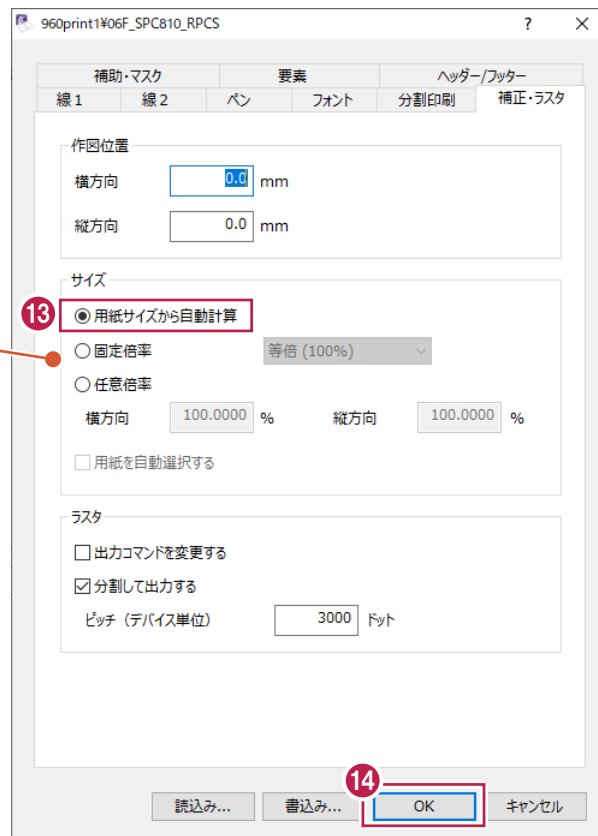 960print1¥06F_SPC810_RPCS ? ×
補助・マスク 要素 ヘッダー/フッター
線1 線2 ペン フォント 分割印刷 補正・ラスタ
作図位置
横方向 0.0 mm
縦方向 0.0 mm
サイズ
13 用紙サイズから自動計算
固定倍率 等倍 (100%)
任意倍率
横方向 100.0000 % 縦方向 100.0000 %
用紙を自動選択する
ラスタ
出力コマンドを変更する
分割して出力する
ピッチ (デバイス単位) 3000 ドット
14
読込み... 書込み... OK キャンセル